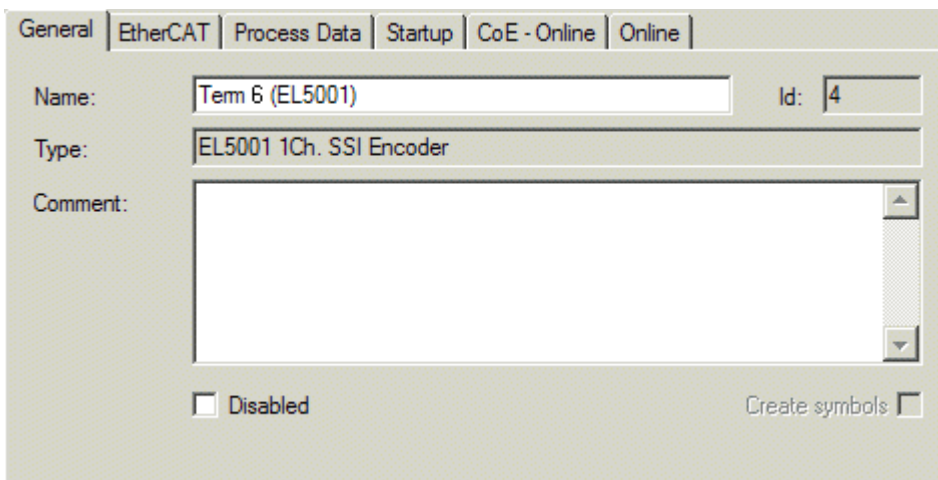 General EtherCAT Process Data Startup CoE - Online Online
Name: Term 6 (EL5001) Id: 4
Type: EL5001 1Ch. SSI Encoder
Comment:
Disabled Create symbols